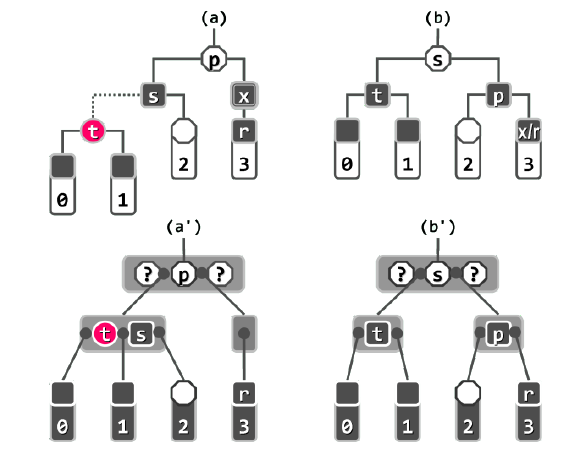 (a) (b)
p s
s x t p
t r x/r
2 3 0 1 2 3
0 1
(a') (b')
? p ? ? s ?
t s t p
r r
0 1 2 3 0 1 2 3